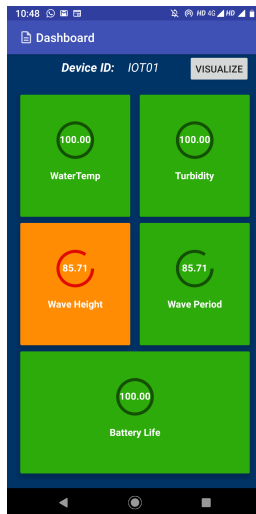 10:48 HD 4G HD
Dashboard
Device ID: IOT01 VISUALIZE
100.00 100.00
WaterTemp Turbidity
85.71 85.71
Wave Height Wave Period
100.00
Battery Life